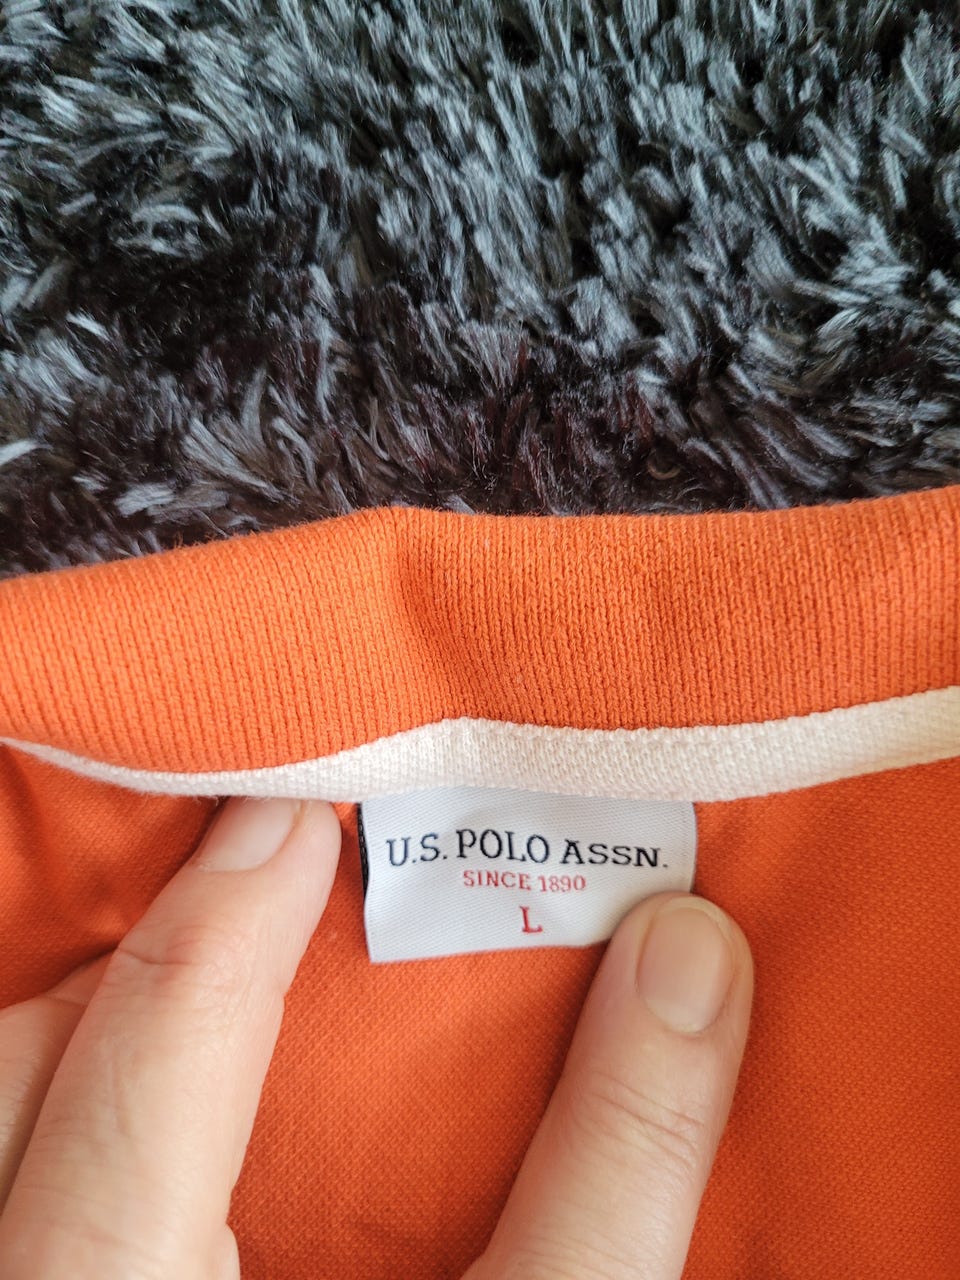 U.S. POLO ASSN.
SINCE 1890
L